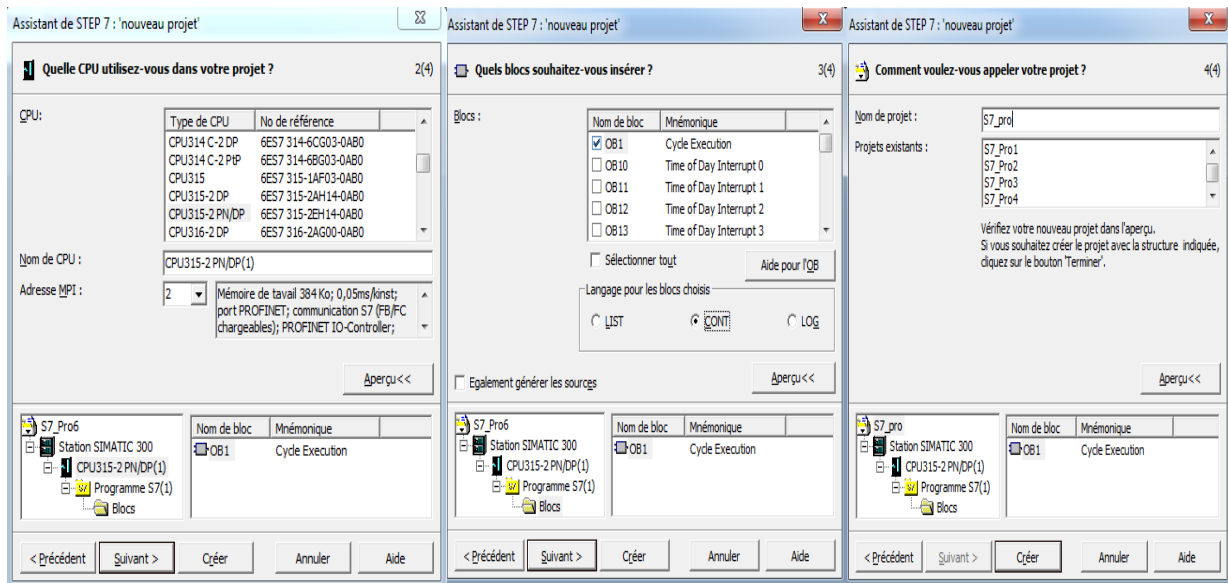 Assistant de STEP 7 : 'nouveau projet'
Quelle CPU utilisez-vous dans votre projet ? 2(4)
CPU:
Type de CPU No de référence
CPU314 C-2 DP 6ES7 314-6CG03-0AB0
CPU314 C-2 PtP 6ES7 314-6BG03-0AB0
CPU315 6ES7 315-1AF03-0AB0
CPU315-2 DP 6ES7 315-2AH14-0AB0
CPU315-2 PN/DP 6ES7 315-2EH14-0AB0
CPU316-2 DP 6ES7 316-2AG00-0AB0
Nom de CPU : CPU315-2 PN/DP(1)
Adresse MPI : 2
Mémoire de tavail 384 Ko; 0,05ms/kinst;
port PROFINET; communication S7 (FB/FC
chargeables); PROFINET IO-Controller;
Aperçu<<
S7_Pro6
Station SIMATIC 300
CPU315-2 PN/DP(1)
Programme S7(1)
Blocs
Nom de bloc Mnémonique
OB1 Cycle Execution
< Précédent Suivant > Créer Annuler Aide
Assistant de STEP 7 : 'nouveau projet'
X
Quels blocs souhaitez-vous insérer ? 3(4)
Blocs :
Nom de bloc Mnémonique
OB1 Cycle Execution
OB10 Time of Day Interrupt 0
OB11 Time of Day Interrupt 1
OB12 Time of Day Interrupt 2
OB13 Time of Day Interrupt 3
Sélectionner tout Aide pour l'OB
Langage pour les blocs choisis
LIST CONT LOG
Egalement générer les sources Aperçu<<
S7_Pro6
Station SIMATIC 300
CPU315-2 PN/DP(1)
Programme S7(1)
Blocs
Nom de bloc Mnémonique
OB1 Cycle Execution
< Précédent Suivant > Créer Annuler Aide
Assistant de STEP 7 : 'nouveau projet'
X
Comment voulez-vous appeler votre projet ? 4(4)
Nom de projet : S7_pro
Projets existants :
S7_Pro1
S7_Pro2
S7_Pro3
S7_Pro4
Vérifiez votre nouveau projet dans l'aperçu.
Si vous souhaitez créer le projet avec la structure indiquée,
cliquez sur le bouton 'Terminer'.
Aperçu<<
S7_pro
Station SIMATIC 300
CPU315-2 PN/DP(1)
Programme S7(1)
Blocs
Nom de bloc Mnémonique
OB1 Cycle Execution
< Précédent Suivant > Créer Annuler Aide